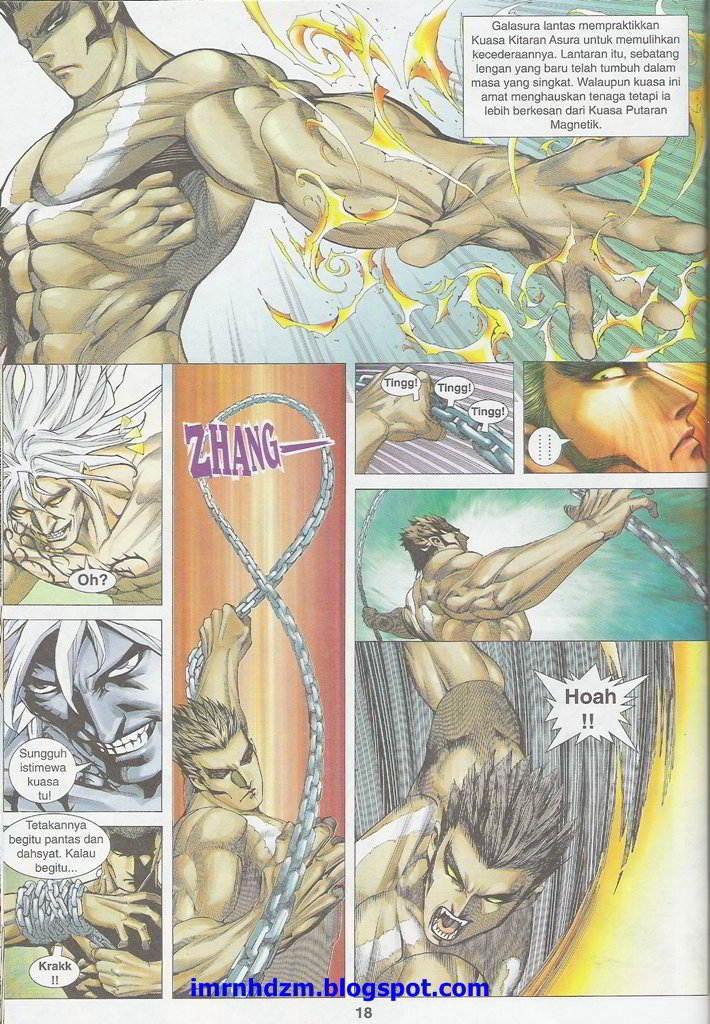 Galasura lantas mempraktikkan
Kuasa Kitaran Asura untuk memulihkan
kecederaannya. Lantaran itu, sebatang
lengan yang baru telah tumbuh dalam
masa yang singkat. Walaupun kuasa ini
amat menghauskan tenaga tetapi ia
lebih berkesan dari Kuasa Putaran
Magnetik.
Oh?
Sungguh
istimewa
kuasa
tu!
Tetakannya
begitu pantas dan
dahsyat. Kalau
begitu...
Krakk
!!
ZHANG—
Tingg!
Tingg!
Tingg!
Hoah
!!
imrnhdzm.blogspot.com
18